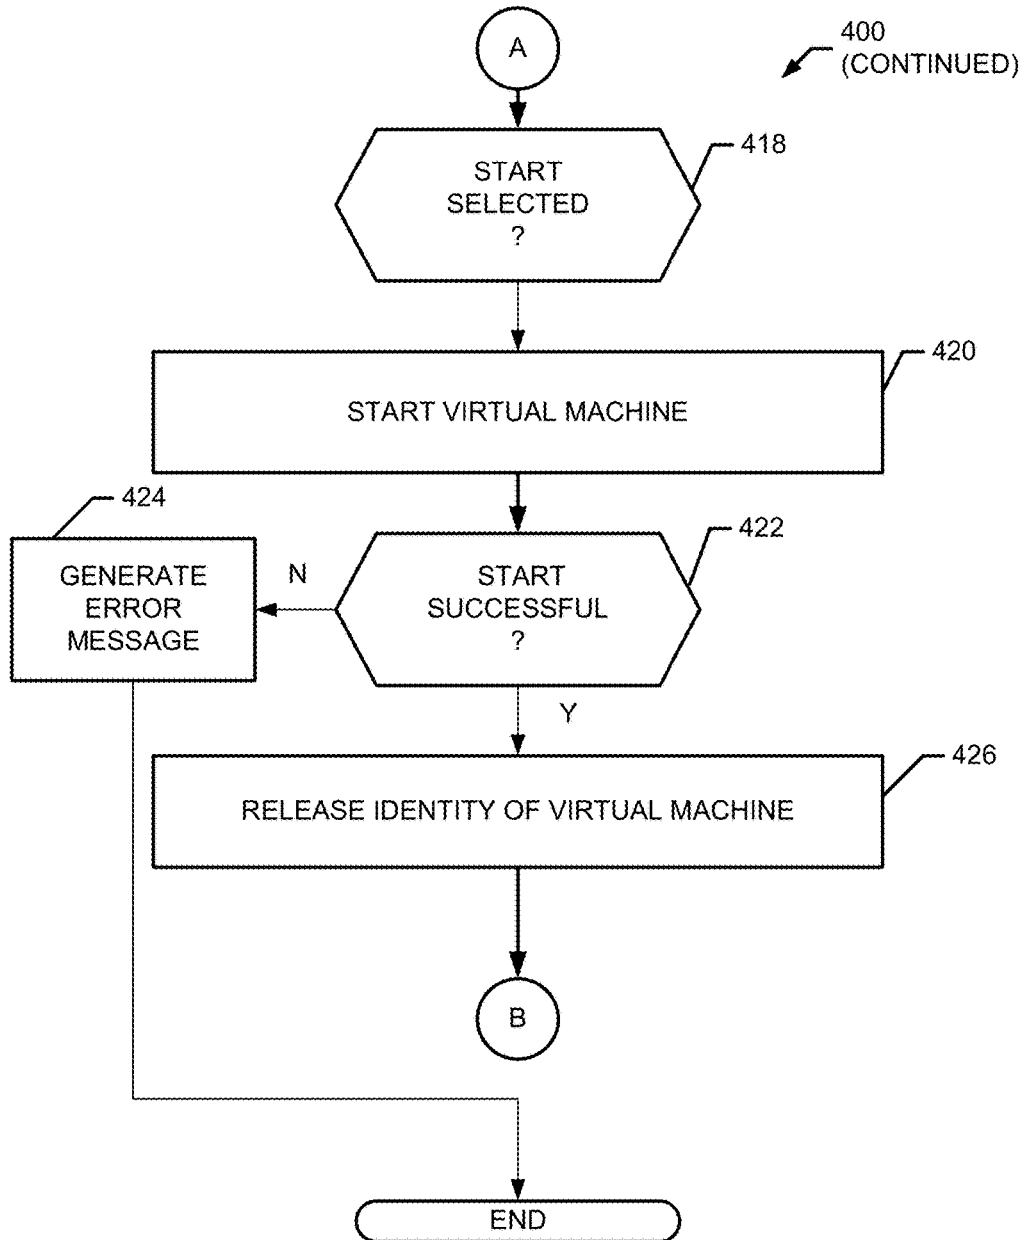 A
400
(CONTINUED)
START
SELECTED
?
418
START VIRTUAL MACHINE
420
424
GENERATE
ERROR
MESSAGE
N
START
SUCCESSFUL
?
422
Y
RELEASE IDENTITY OF VIRTUAL MACHINE
426
B
END